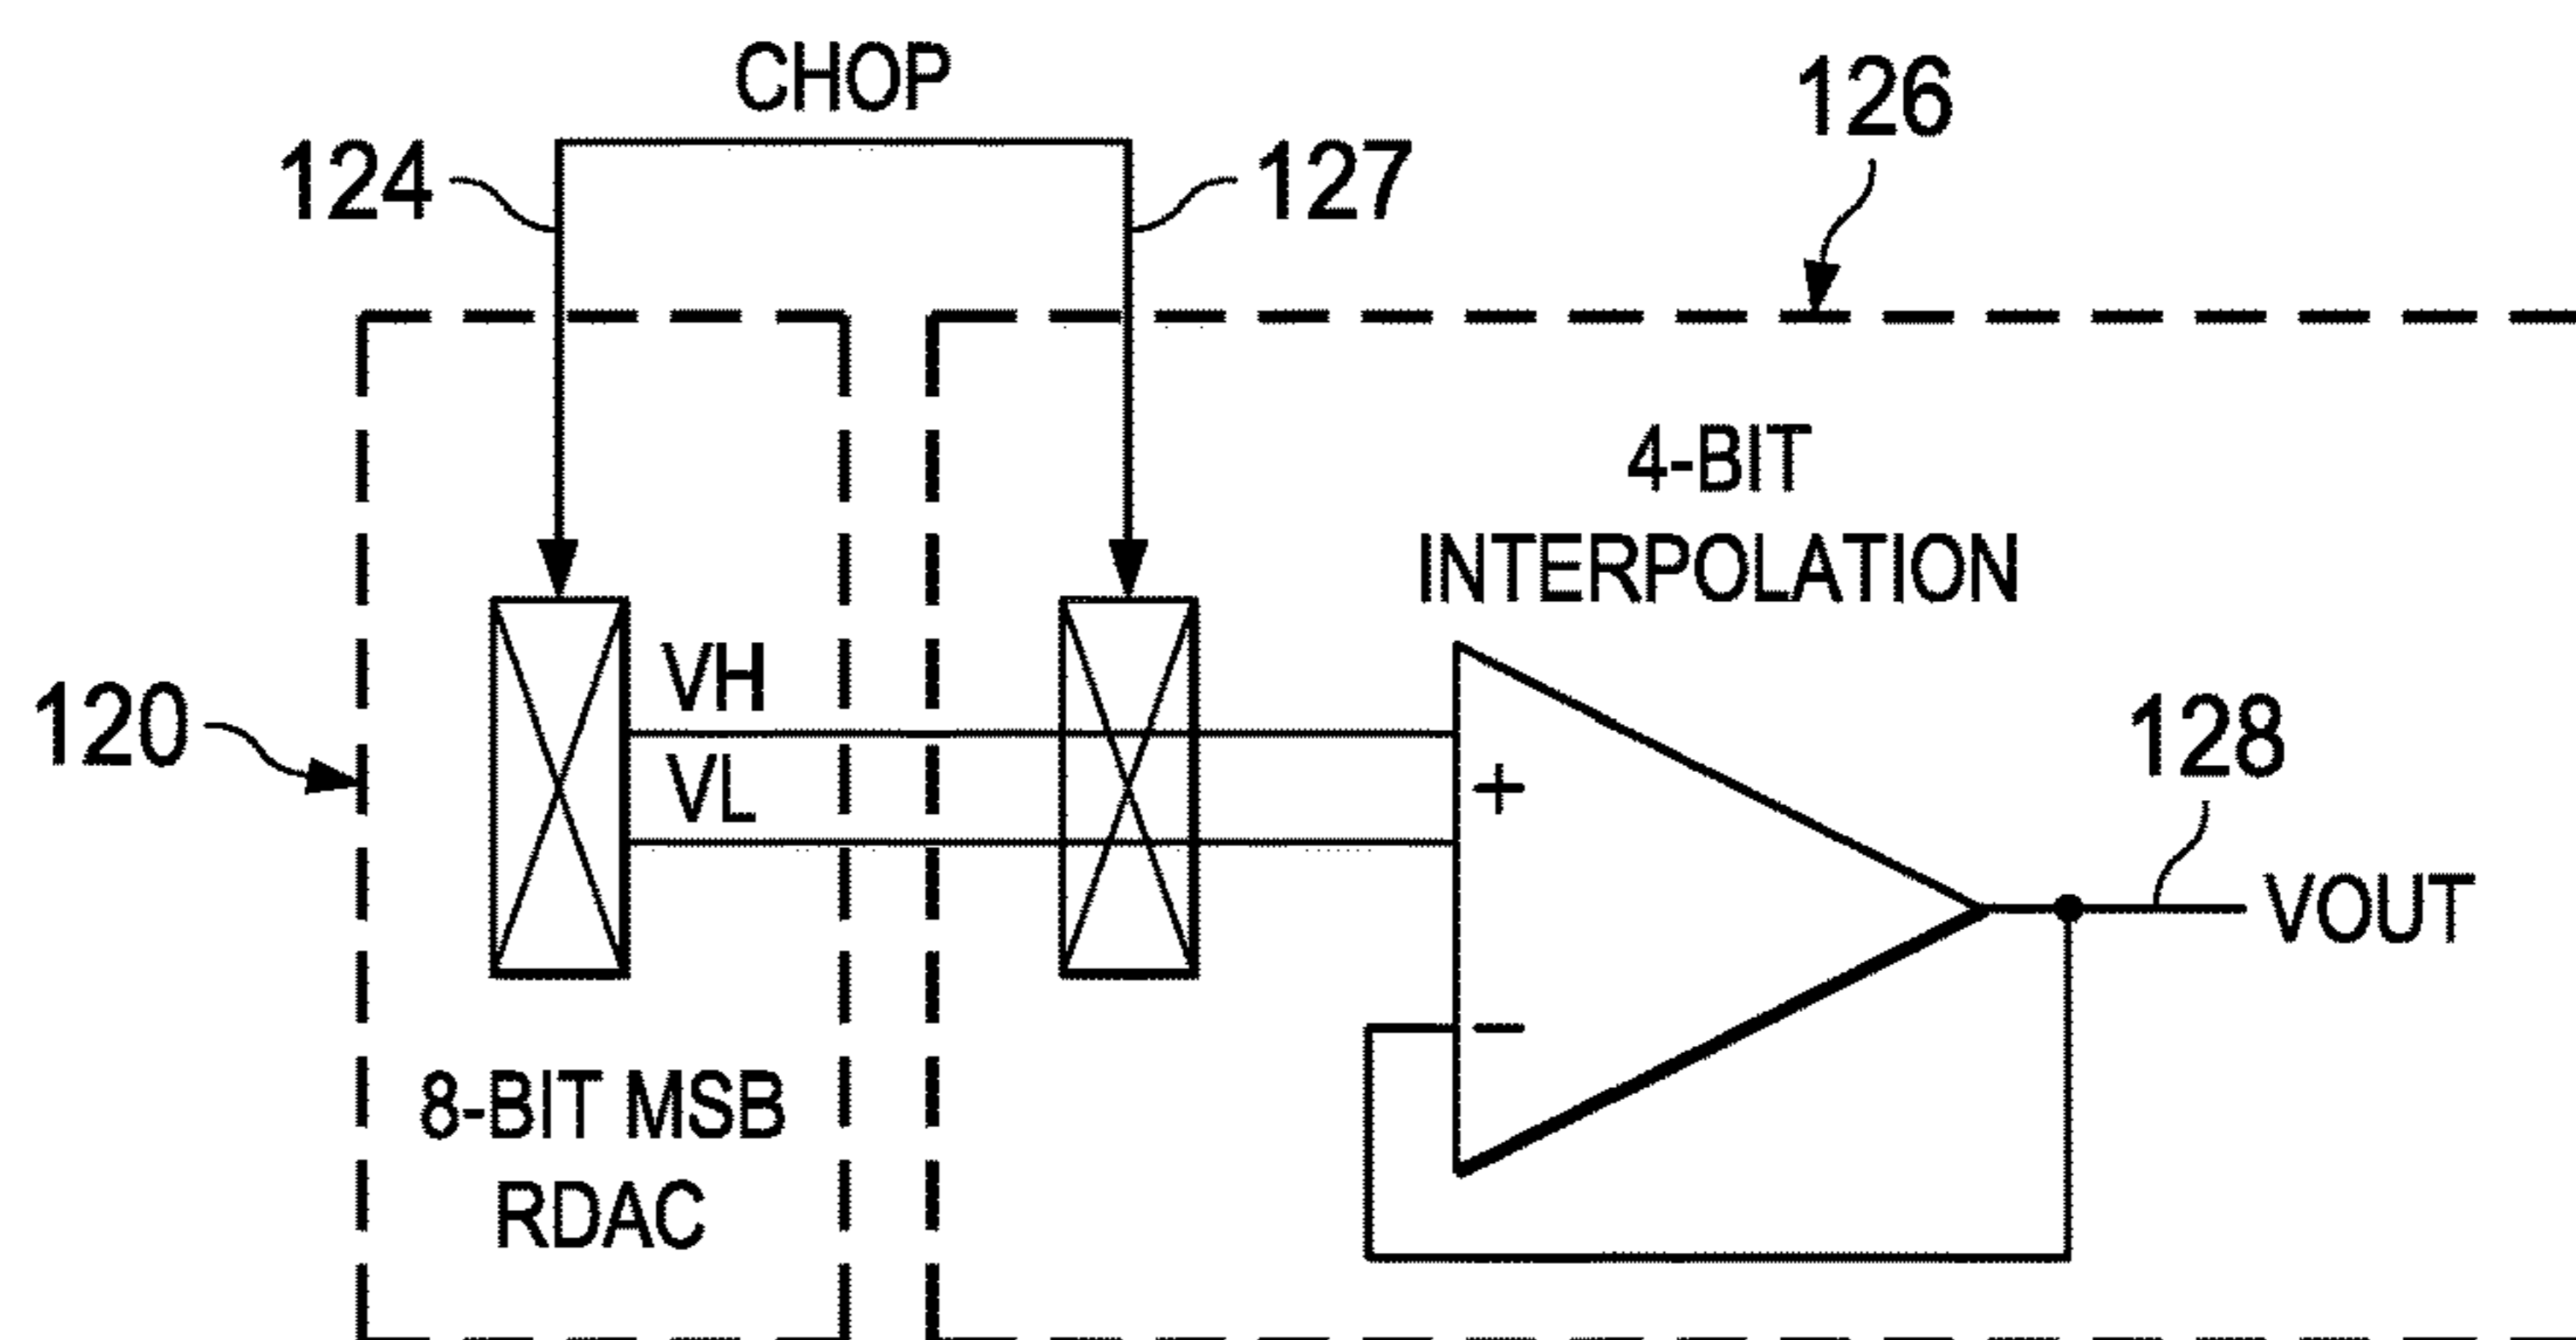 CHOP
126
124
127
4-BIT
INTERPOLATION
VH
120
VL
+
128
VOUT
−
8-BIT MSB
RDAC